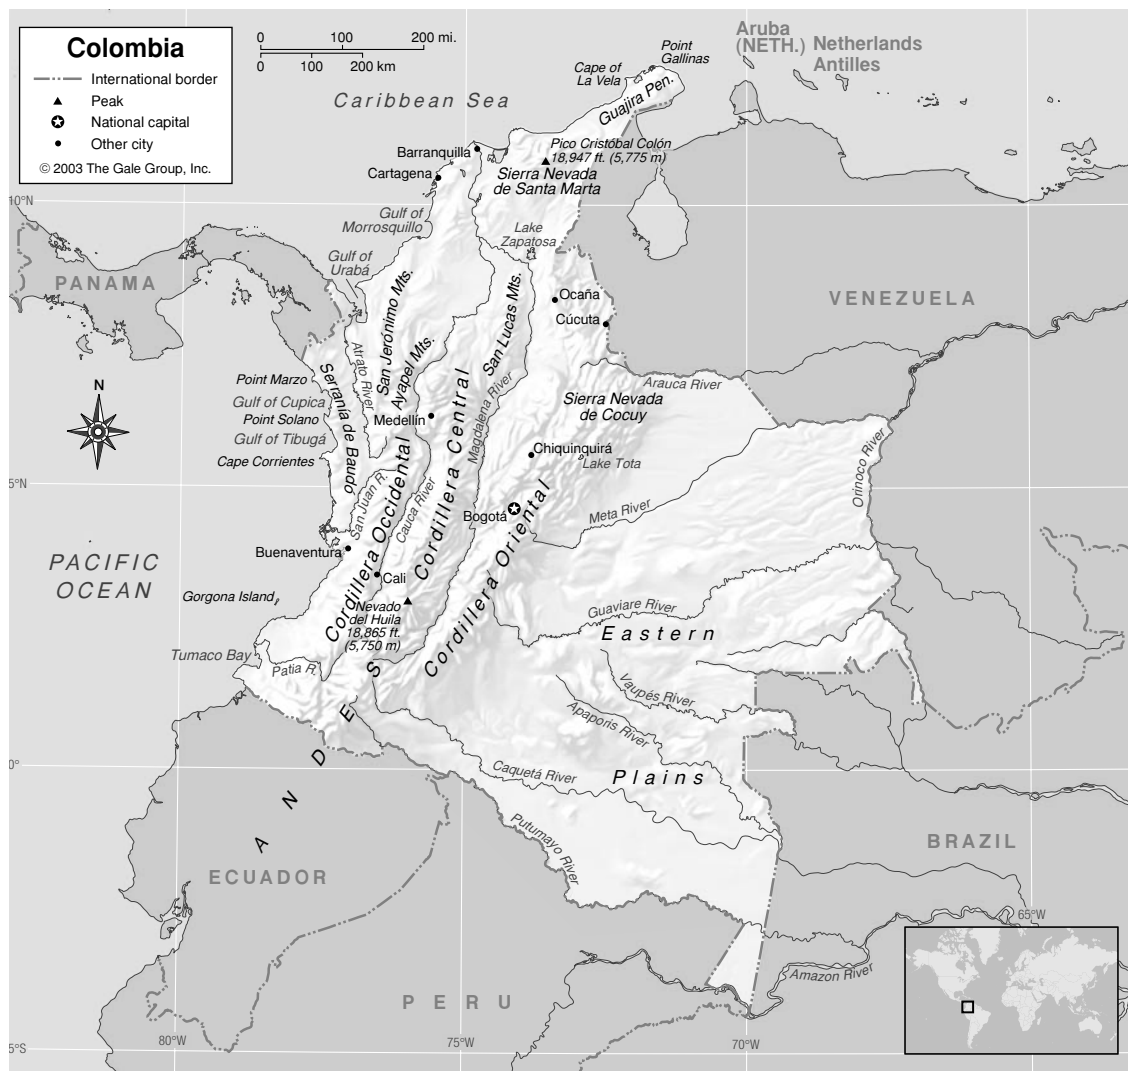 Colombia
International border
Peak
National capital
Other city
© 2003 The Gale Group, Inc.
0 100 200 mi.
0 100 200 km
Aruba
(NETH.)
Netherlands
Antilles
Point
Gallinas
Cape of
La Vela
Guajira Pen.
Caribbean Sea
Pico Cristóbal Colón
18,947 ft. (5,775 m)
Barranquilla
Cartagena
Sierra Nevada
de Santa Marta
10°N
Gulf of
Morrosquillo
Lake
Zapatosa
Gulf of
Urabá
PANAMA
VENEZUELA
San Jerónimo Mts.
San Lucas Mts.
Ocaña
Cúcuta
Ayapel Mts.
Atrato River
Serranía de Baudó
Point Marzo
Gulf of Cupica
Point Solano
Gulf of Tibugá
Cape Corrientes
N
Medellín
Magdalena River
Cordillera Central
Arauca River
Sierra Nevada
de Cocuy
Chiquinquirá
Lake Tota
Orinoco River
5°N
San Juan R.
Cordillera Occidental
Cauca River
Bogotá
Meta River
Cordillera Oriental
PACIFIC
OCEAN
Buenaventura
Cali
Gorgona Island
Nevado
del Huila
18,865 ft.
(5,750 m)
Guaviare River
Eastern
Tumaco Bay
Patia R.
Vaupés River
Apaporis River
ANDES
0°
Caquetá River
Plains
Putumayo River
BRAZIL
ECUADOR
65°W
Amazon River
PERU
5°S
80°W
75°W
70°W